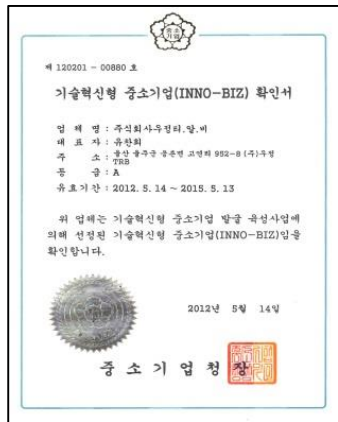 제 120201 - 00880 호
기술혁신형 중소기업(INNO-BIZ) 확인서
업 체 명 : 주식회사우정티.알.비
대 표 자 : 유찬희
주 소 : 울산 울주군 웅촌면 고연리 952-8 (주)우정
TRB
등 급 : A
유효기간 : 2012. 5. 14 ~ 2015. 5. 13
위 업체는 기술혁신형 중소기업 발굴 육성사업에
의해 선정된 기술혁신형 중소기업(INNO-BIZ)임을
확인합니다.
2012년 5월 14일
중 소 기 업 청 장